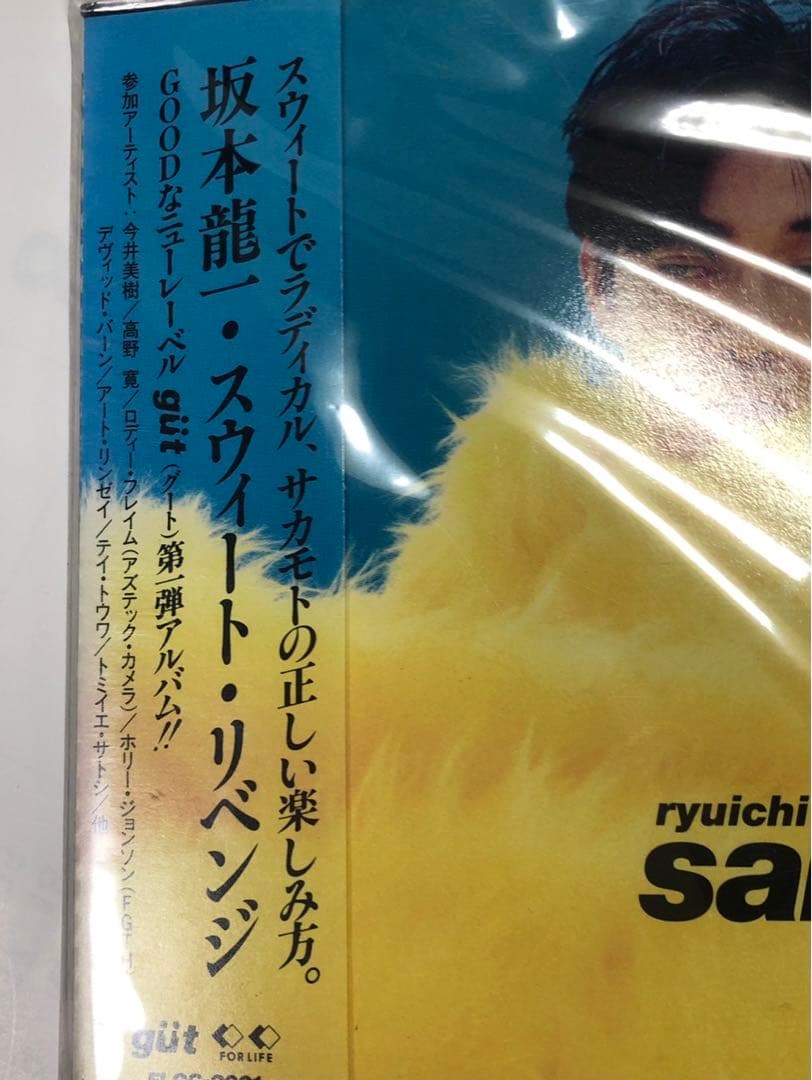 スウィートでラディカル、サカモトの正しい楽しみ方。
坂本龍一・スウィート・リベンジ
GOODなニューレーベル güt（グート）第一弾アルバム!!
参加アーティスト：今井美樹／高野 寛／ロディー・フレイム（アズテック・カメラ）／ホリー・ジョンソン（FGTH）
デヴィッド・バーン／アート・リンゼイ／テイ・トウワ／トミイエ・サトシ／他
güt
FOR LIFE
ryuichi